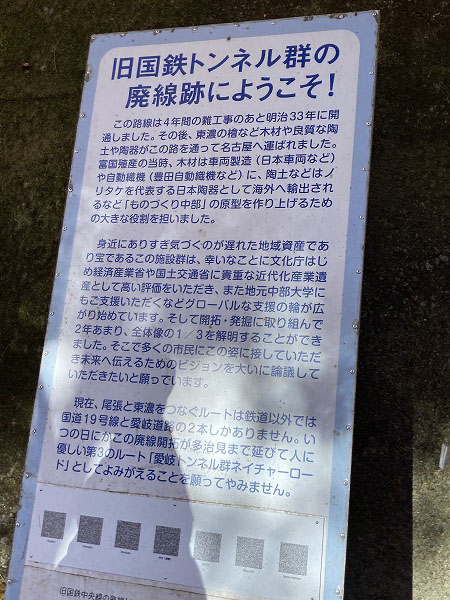 旧国鉄トンネル群の
廃線跡にようこそ!
この路線は4年間の難工事のあと明治33年に開
通しました。その後、東濃の檜など木材や良質な陶
土や陶器がこの路を通って名古屋へ運ばれました。
富国殖産の当時、木材は車両製造(日本車両など)
や自動織機(豊田自動織機など)に、陶土などはノ
リタケを代表する日本陶器として海外へ輸出され
るなど「ものづくり中部」の原型を作り上げるため
の大きな役割を担いました。
身近にありすぎ気づくのが遅れた地域資産であ
り宝であるこの施設群は、幸いなことに文化庁はじ
め経済産業省や国土交通省に貴重な近代化産業遺
産として高い評価をいただき、また地元中部大学に
もご支援いただくなどグローバルな支援の輪が広
がり始めています。そして開拓・発掘に取り組んで
2年あまり、全体像の1/3を解明することができ
ました。そこで多くの市民にこの姿に接していただ
き未来へ伝えるためのビジョンを大いに論議して
いただきたいと願っています。
現在、尾張と東濃をつなぐルートは鉄道以外では
国道19号線と愛岐道路の2本しかありません。い
つの日にかこの廃線開拓が多治見まで延びて人に
優しい第3のルート「愛岐トンネル群ネイチャーロー
ド」としてよみがえることを願ってやみません。
旧国鉄中央線の廃線